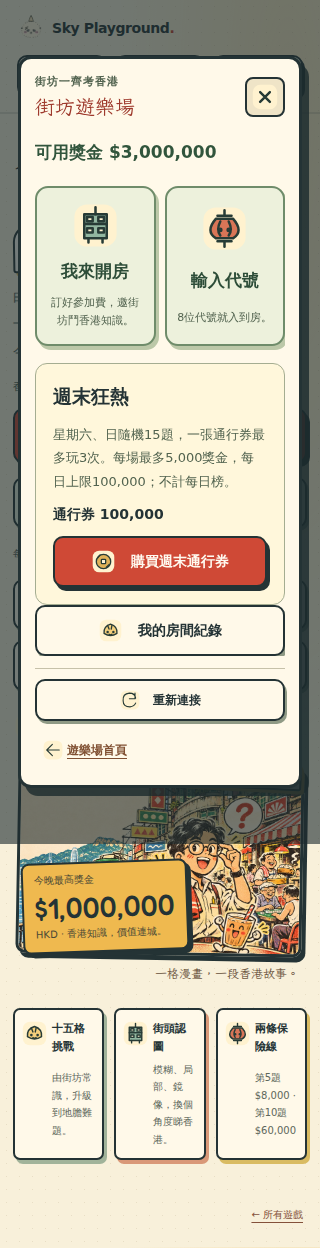 Sky Playground.
街坊一齊考香港
街坊遊樂場
可用獎金 $3,000,000
我來開房
訂好參加費，邀街
坊鬥香港知識。
輸入代號
8位代號就入到房。
週末狂熱
星期六、日隨機15題，一張通行券最
多玩3次。每場最多5,000獎金，每
日上限100,000；不計每日榜。
通行券 100,000
購買週末通行券
我的房間紀錄
重新連接
遊樂場首頁
?
今晚最高獎金
$1,000,000
HKD · 香港知識，價值連城。
一格漫畫，一段香港故事。
十五格
挑戰
由街坊常
識，升級
到地膽難
題。
街頭認
圖
模糊、局
部、鏡
像，換個
角度睇香
港。
兩條保
險線
第5題
$8,000 ·
第10題
$60,000
← 所有遊戲